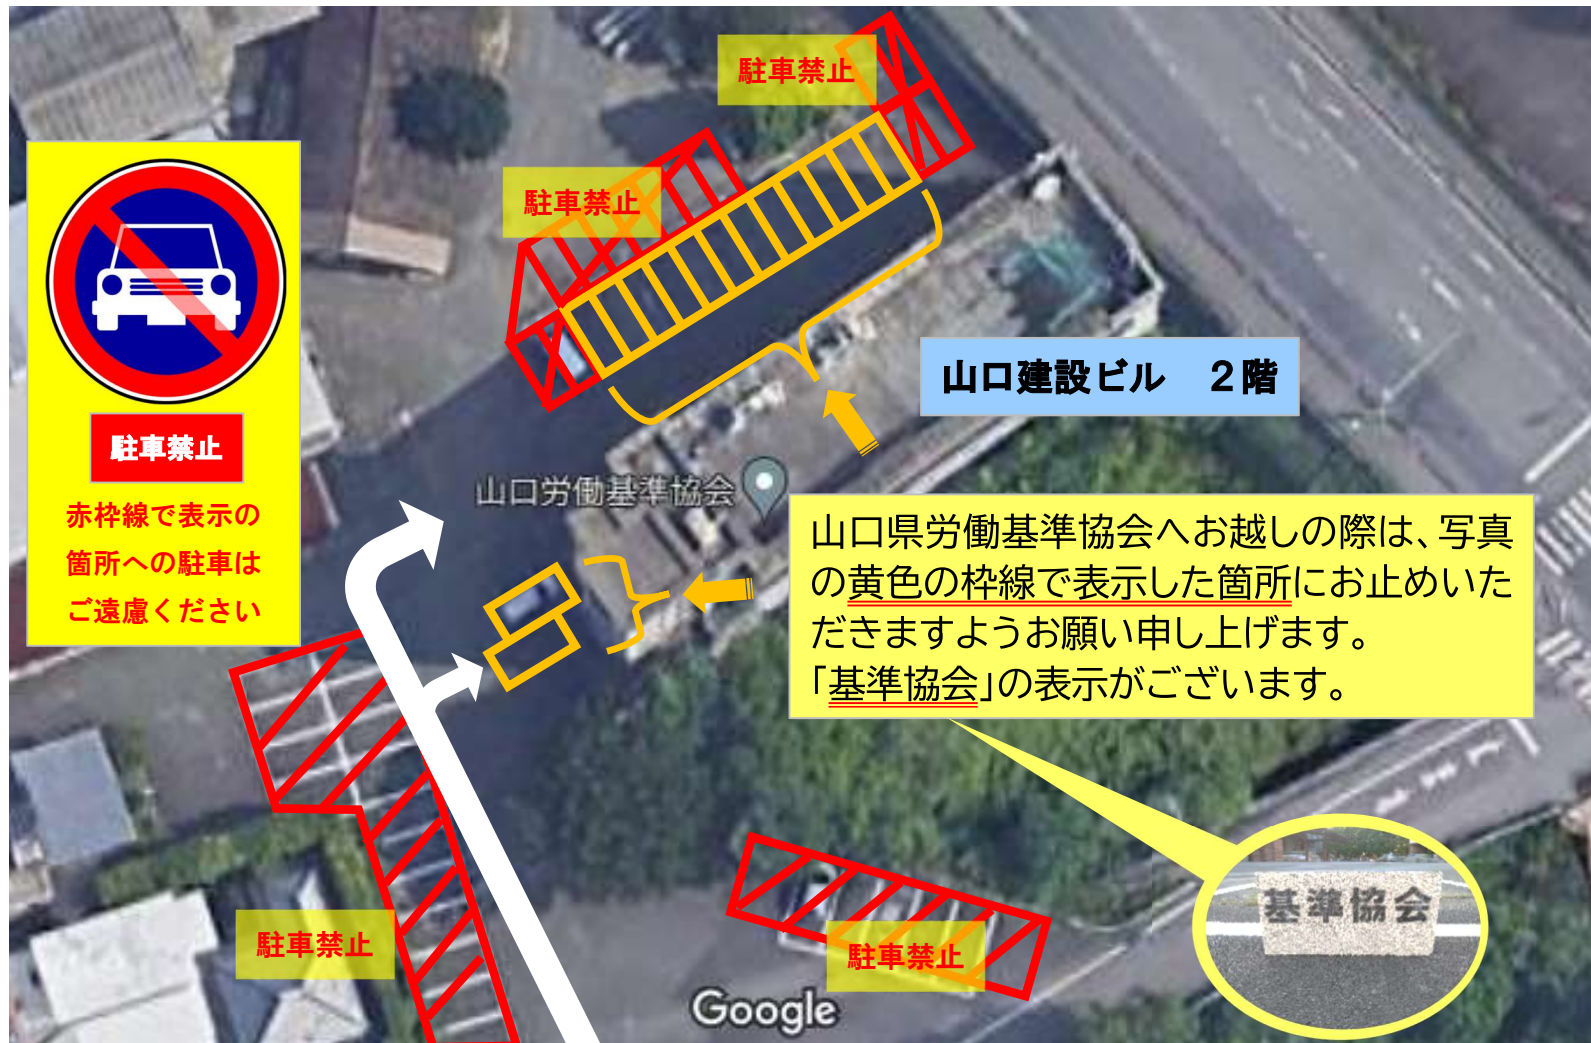 駐車禁止
駐車禁止
駐車禁止
赤枠線で表示の
箇所への駐車は
ご遠慮ください
山口建設ビル　２階
山口労働基準協会
山口県労働基準協会へお越しの際は、写真
の黄色の枠線で表示した箇所にお止めいた
だきますようお願い申し上げます。
「基準協会」の表示がございます。
基準協会
駐車禁止
駐車禁止
Google